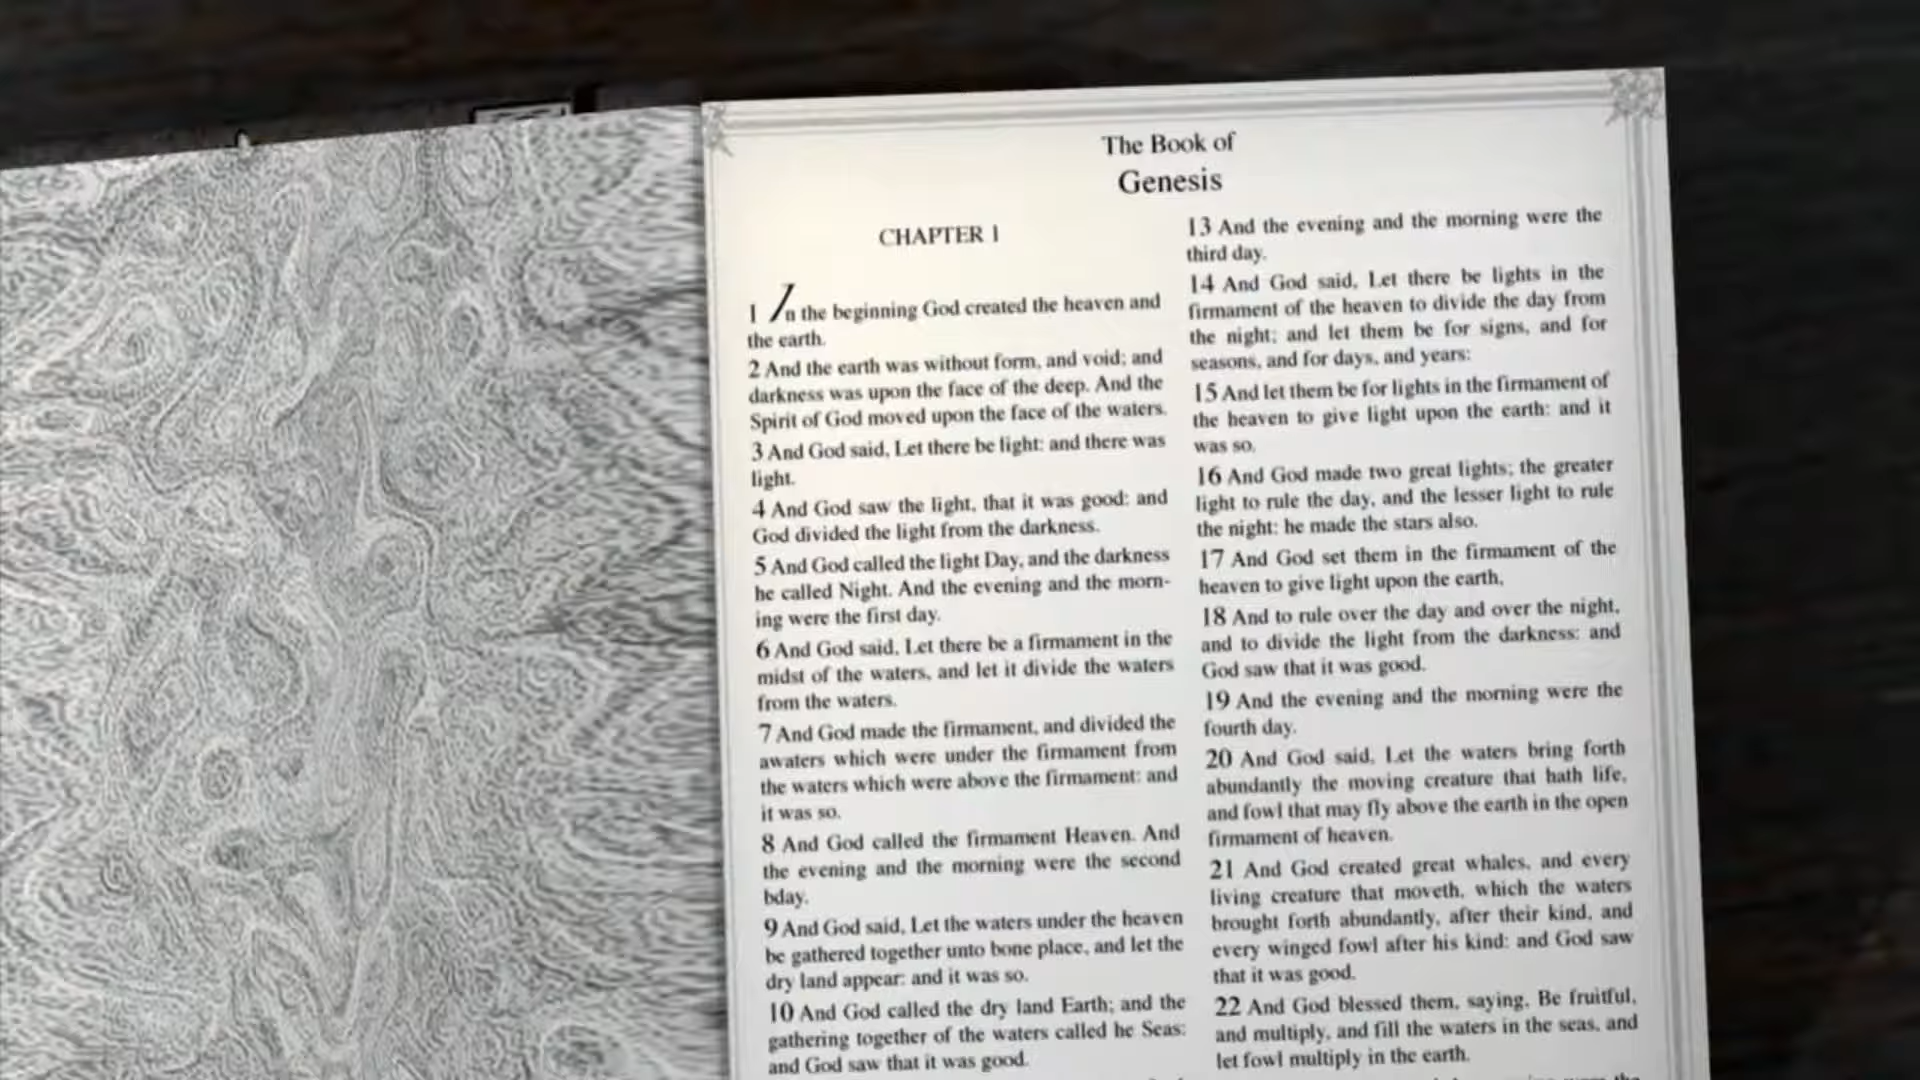 The Book of
Genesis
CHAPTER 1
1 In the beginning God created the heaven and
the earth.
2 And the earth was without form, and void; and
darkness was upon the face of the deep. And the
Spirit of God moved upon the face of the waters.
3 And God said, Let there be light: and there was
light.
4 And God saw the light, that it was good: and
God divided the light from the darkness.
5 And God called the light Day, and the darkness
he called Night. And the evening and the morn-
ing were the first day.
6 And God said, Let there be a firmament in the
midst of the waters, and let it divide the waters
from the waters.
7 And God made the firmament, and divided the
awaters which were under the firmament from
the waters which were above the firmament: and
it was so.
8 And God called the firmament Heaven. And
the evening and the morning were the second
bday.
9 And God said, Let the waters under the heaven
be gathered together unto bone place, and let the
dry land appear: and it was so.
10 And God called the dry land Earth; and the
gathering together of the waters called he Seas:
and God saw that it was good.
13 And the evening and the morning were the
third day.
14 And God said, Let there be lights in the
firmament of the heaven to divide the day from
the night; and let them be for signs, and for
seasons, and for days, and years:
15 And let them be for lights in the firmament of
the heaven to give light upon the earth: and it
was so.
16 And God made two great lights; the greater
light to rule the day, and the lesser light to rule
the night: he made the stars also.
17 And God set them in the firmament of the
heaven to give light upon the earth,
18 And to rule over the day and over the night,
and to divide the light from the darkness: and
God saw that it was good.
19 And the evening and the morning were the
fourth day.
20 And God said, Let the waters bring forth
abundantly the moving creature that hath life,
and fowl that may fly above the earth in the open
firmament of heaven.
21 And God created great whales, and every
living creature that moveth, which the waters
brought forth abundantly, after their kind, and
every winged fowl after his kind: and God saw
that it was good.
22 And God blessed them, saying, Be fruitful,
and multiply, and fill the waters in the seas, and
let fowl multiply in the earth.